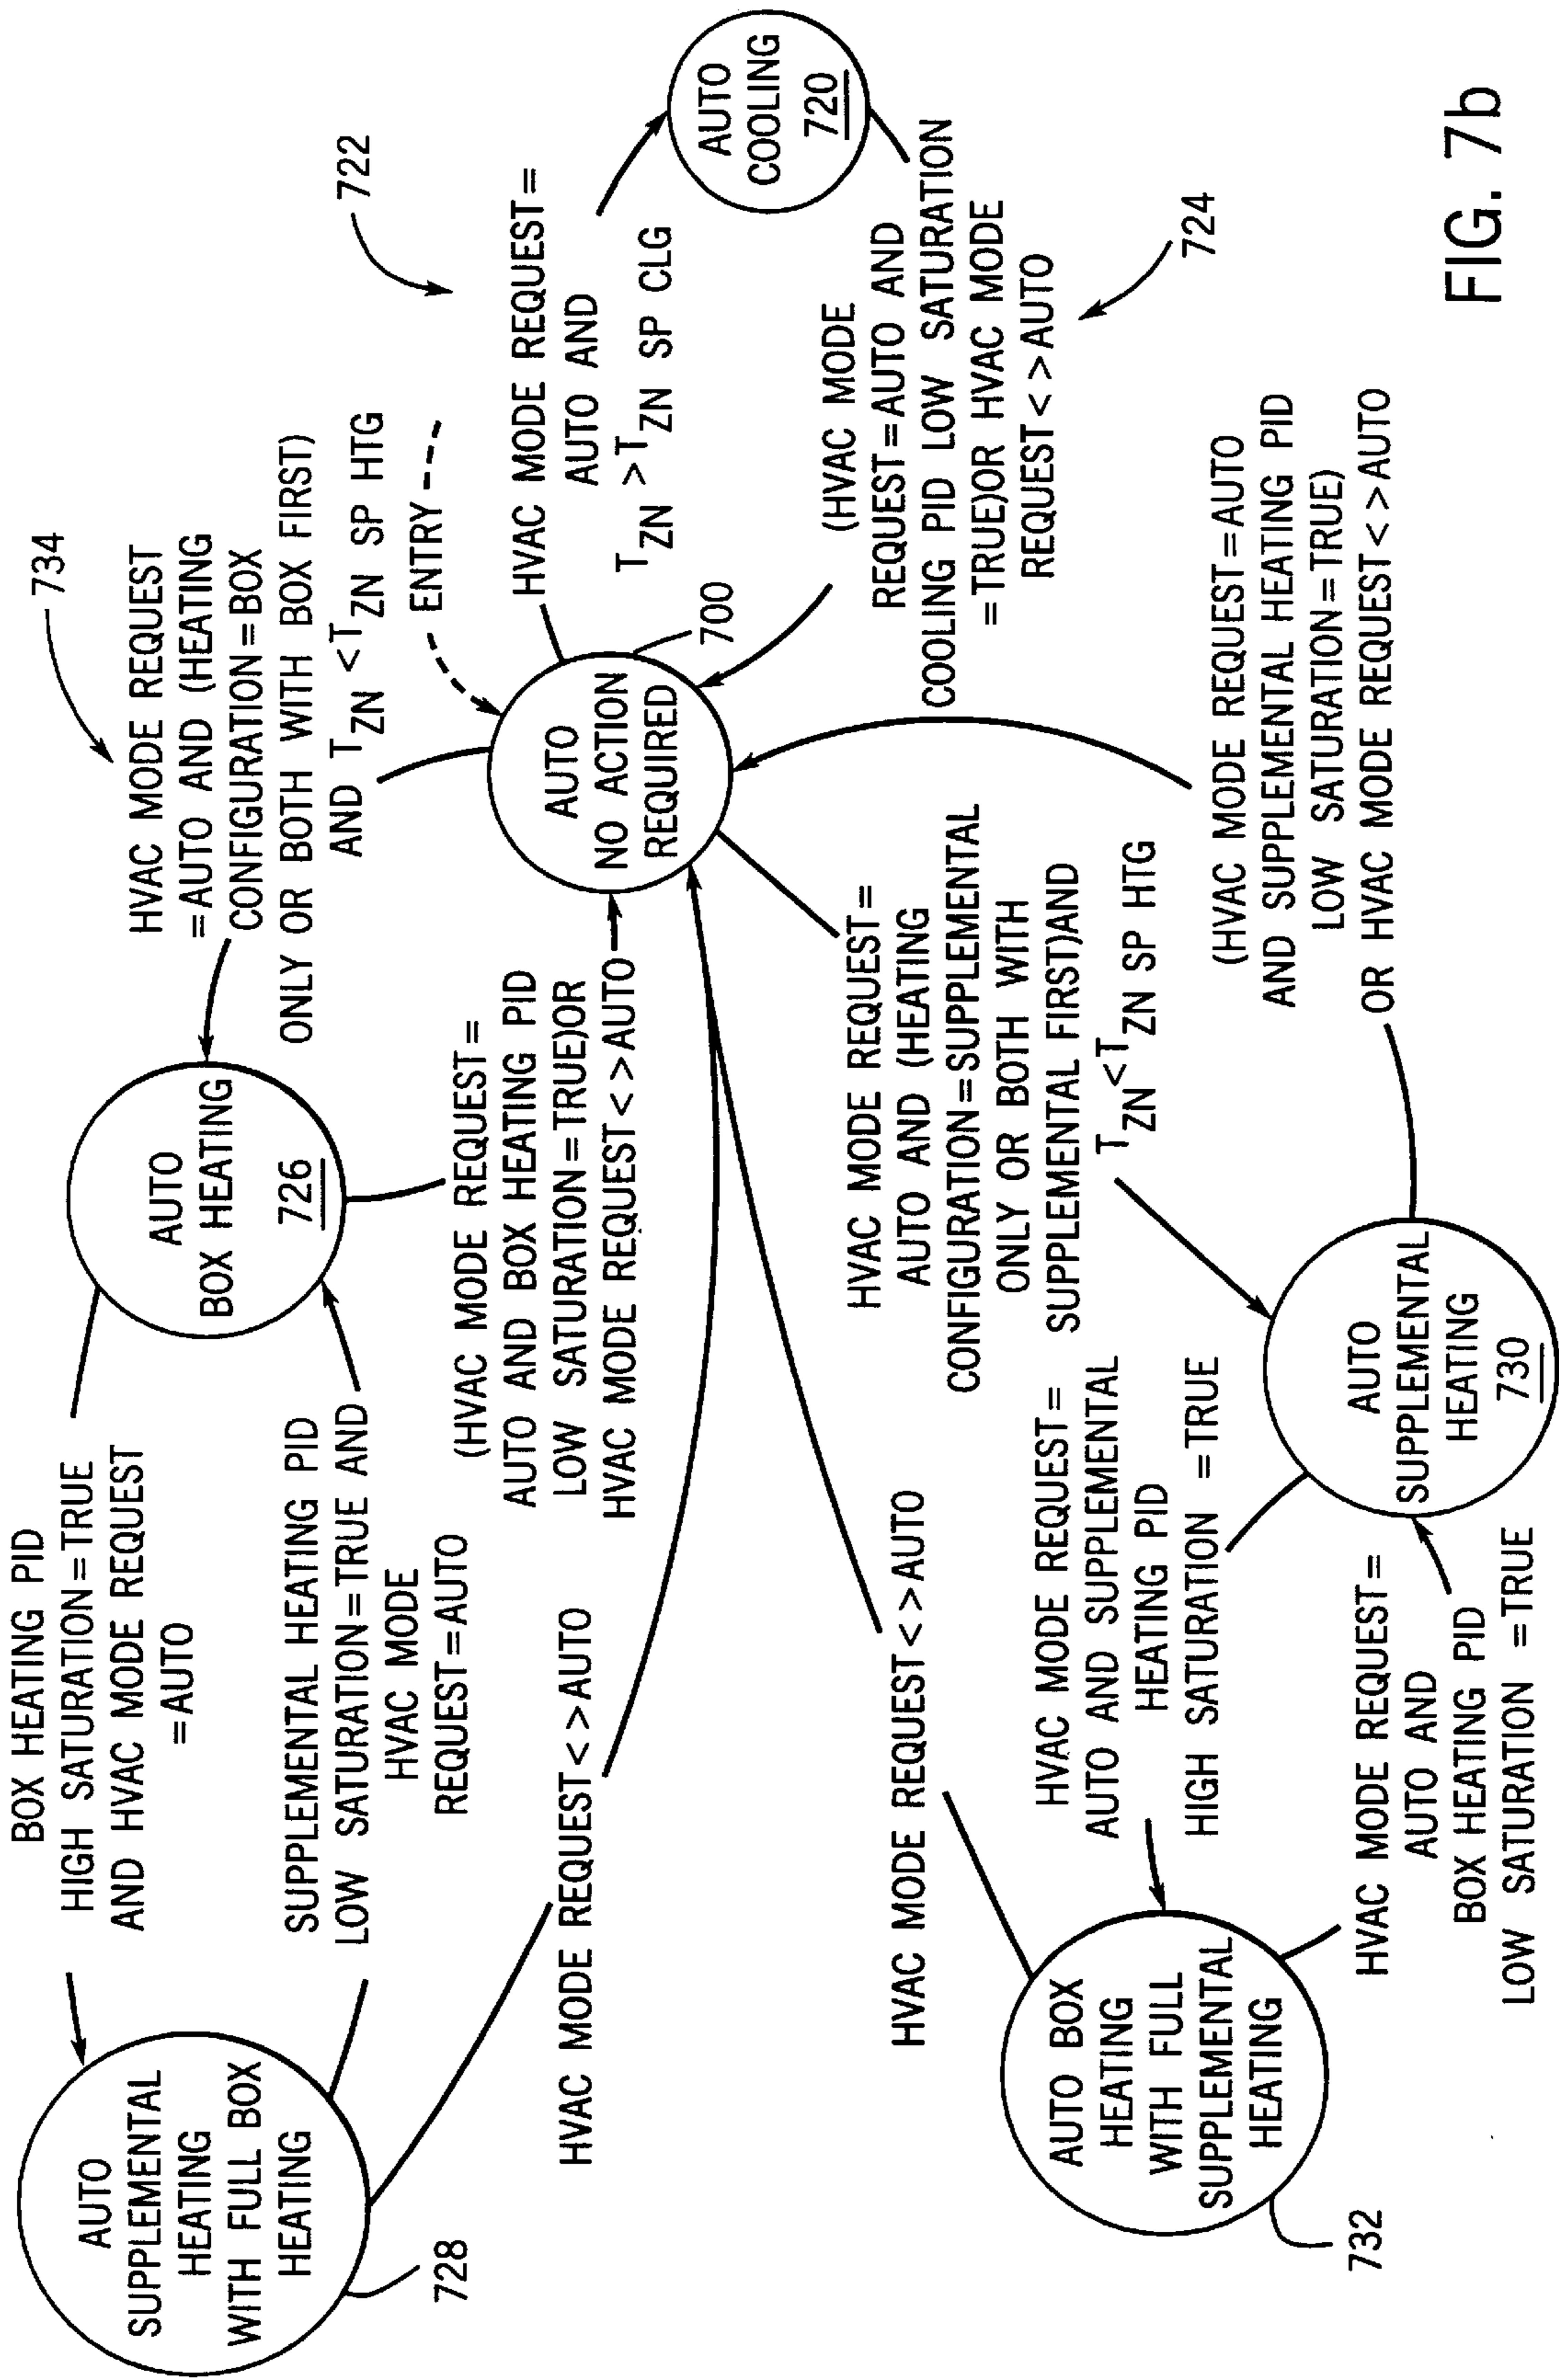 AUTO
SUPPLEMENTAL
HEATING
WITH FULL BOX
HEATING
728
BOX HEATING PID
HIGH SATURATION=TRUE
AND HVAC MODE REQUEST
=AUTO
SUPPLEMENTAL HEATING PID
LOW SATURATION=TRUE AND
HVAC MODE
REQUEST=AUTO
AUTO
BOX HEATING
726
734
HVAC MODE REQUEST
=AUTO AND (HEATING
CONFIGURATION=BOX
ONLY OR BOTH WITH BOX FIRST)
AND TZN <TZN SP HTG
ENTRY
(HVAC MODE REQUEST=
AUTO AND BOX HEATING PID
LOW SATURATION=TRUE)OR
HVAC MODE REQUEST<>AUTO
HVAC MODE REQUEST<>AUTO
AUTO
NO ACTION
REQUIRED
700
722
HVAC MODE REQUEST=
AUTO AND
TZN >TZN SP CLG
AUTO
COOLING
720
(HVAC MODE
REQUEST=AUTO AND
COOLING PID LOW SATURATION
=TRUE)OR HVAC MODE
REQUEST<>AUTO
724
HVAC MODE REQUEST<>AUTO
HVAC MODE REQUEST=
AUTO AND (HEATING
CONFIGURATION=SUPPLEMENTAL
ONLY OR BOTH WITH
SUPPLEMENTAL FIRST)AND
TZN<TZN SP HTG
(HVAC MODE REQUEST=AUTO
AND SUPPLEMENTAL HEATING PID
LOW SATURATION=TRUE)
OR HVAC MODE REQUEST<>AUTO
AUTO BOX
HEATING
WITH FULL
SUPPLEMENTAL
HEATING
732
HVAC MODE REQUEST=
AUTO AND SUPPLEMENTAL
HEATING PID
HIGH SATURATION =TRUE
HVAC MODE REQUEST=
AUTO AND
BOX HEATING PID
LOW SATURATION =TRUE
AUTO
SUPPLEMENTAL
HEATING
730
FIG. 7b